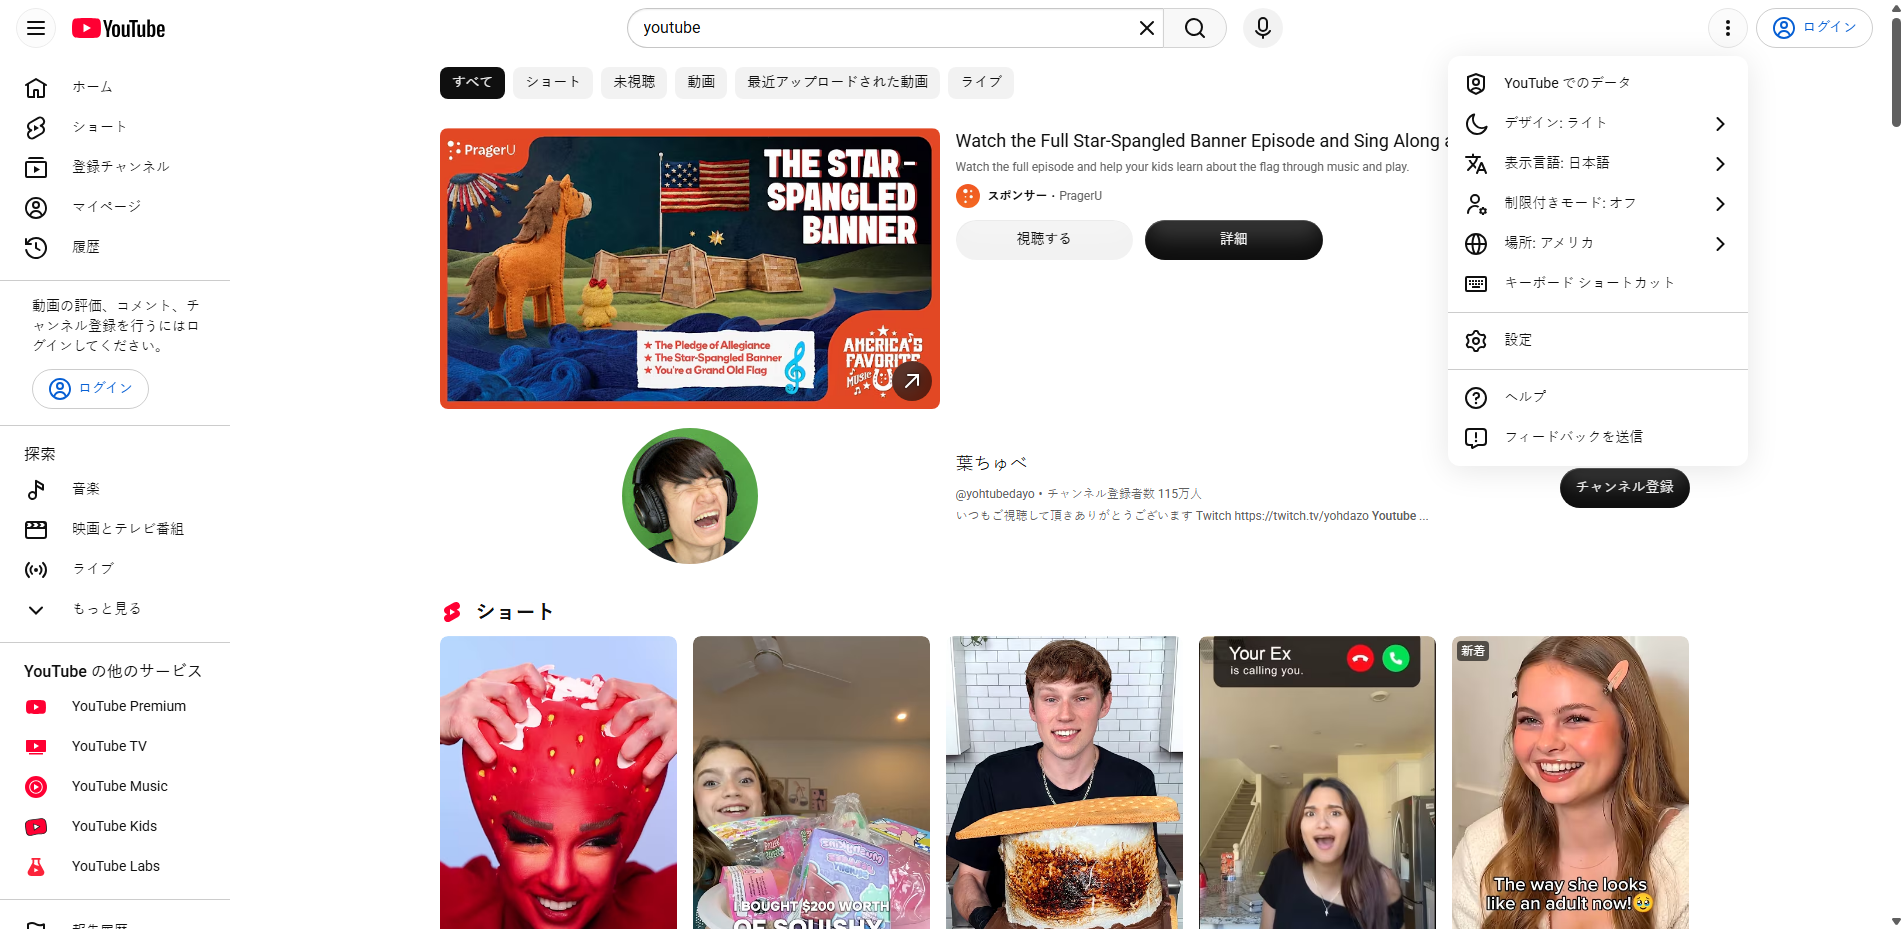 YouTube
youtube
ログイン
ホーム
ショート
登録チャンネル
マイページ
履歴
動画の評価、コメント、チ
ャンネル登録を行うにはロ
グインしてください。
ログイン
探索
音楽
映画とテレビ番組
ライブ
もっと見る
YouTube の他のサービス
YouTube Premium
YouTube TV
YouTube Music
YouTube Kids
YouTube Labs
報告履歴
すべて
ショート
未視聴
動画
最近アップロードされた動画
ライブ
PragerU
THE STAR-
SPANGLED
BANNER
★ The Pledge of Allegiance
★ The Star-Spangled Banner
★ You're a Grand Old Flag
AMERICA'S
FAVORITE
MUSIC
Watch the Full Star-Spangled Banner Episode and Sing Along
Watch the full episode and help your kids learn about the flag through music and play.
スポンサー・PragerU
視聴する
詳細
葉ちゅべ
@yohtubedayo • チャンネル登録者数 115万人
いつもご視聴して頂きありがとうございます Twitch https://twitch.tv/yohdazo Youtube ...
チャンネル登録
YouTube でのデータ
デザイン: ライト
表示言語: 日本語
制限付きモード: オフ
場所: アメリカ
キーボード ショートカット
設定
ヘルプ
フィードバックを送信
ショート
I BOUGHT $200 WORTH
OF SQUISHY
Your Ex
is calling you.
新着
The way she looks
like an adult now!🥹